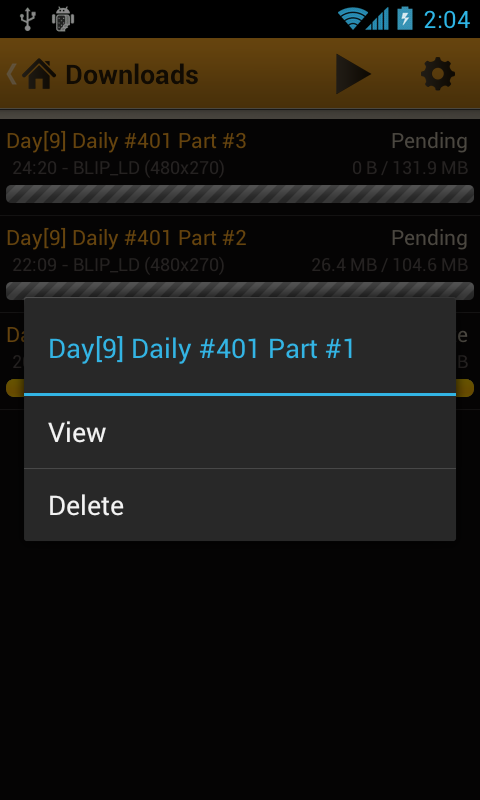 2:04
Downloads
Day[9] Daily #401 Part #3 Pending
24:20 - BLIP_LD (480x270) 0 B / 131.9 MB
Day[9] Daily #401 Part #2 Pending
22:09 - BLIP_LD (480x270) 26.4 MB / 104.6 MB
Day[9] Daily #401 Part #1
View
Delete